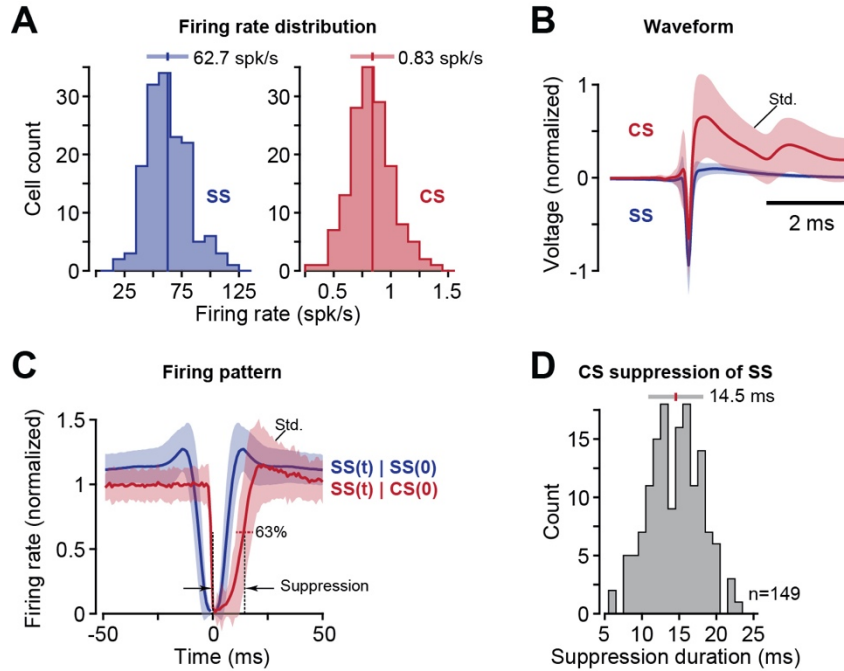 A
Firing rate distribution
62.7 spk/s
0.83 spk/s
Cell count
30
20
10
0
SS
25
75
125
30
20
10
0
CS
0.5
1
1.5
Firing rate (spk/s)
B
Waveform
Voltage (normalized)
1
0
-1
CS
SS
Std.
2 ms
C
Firing pattern
Firing rate (normalized)
1.5
1
0.5
0
Std.
SS(t) | SS(0)
SS(t) | CS(0)
63%
Suppression
-50
0
50
Time (ms)
D
CS suppression of SS
14.5 ms
Count
15
10
5
0
n=149
5
10
15
20
25
Suppression duration (ms)